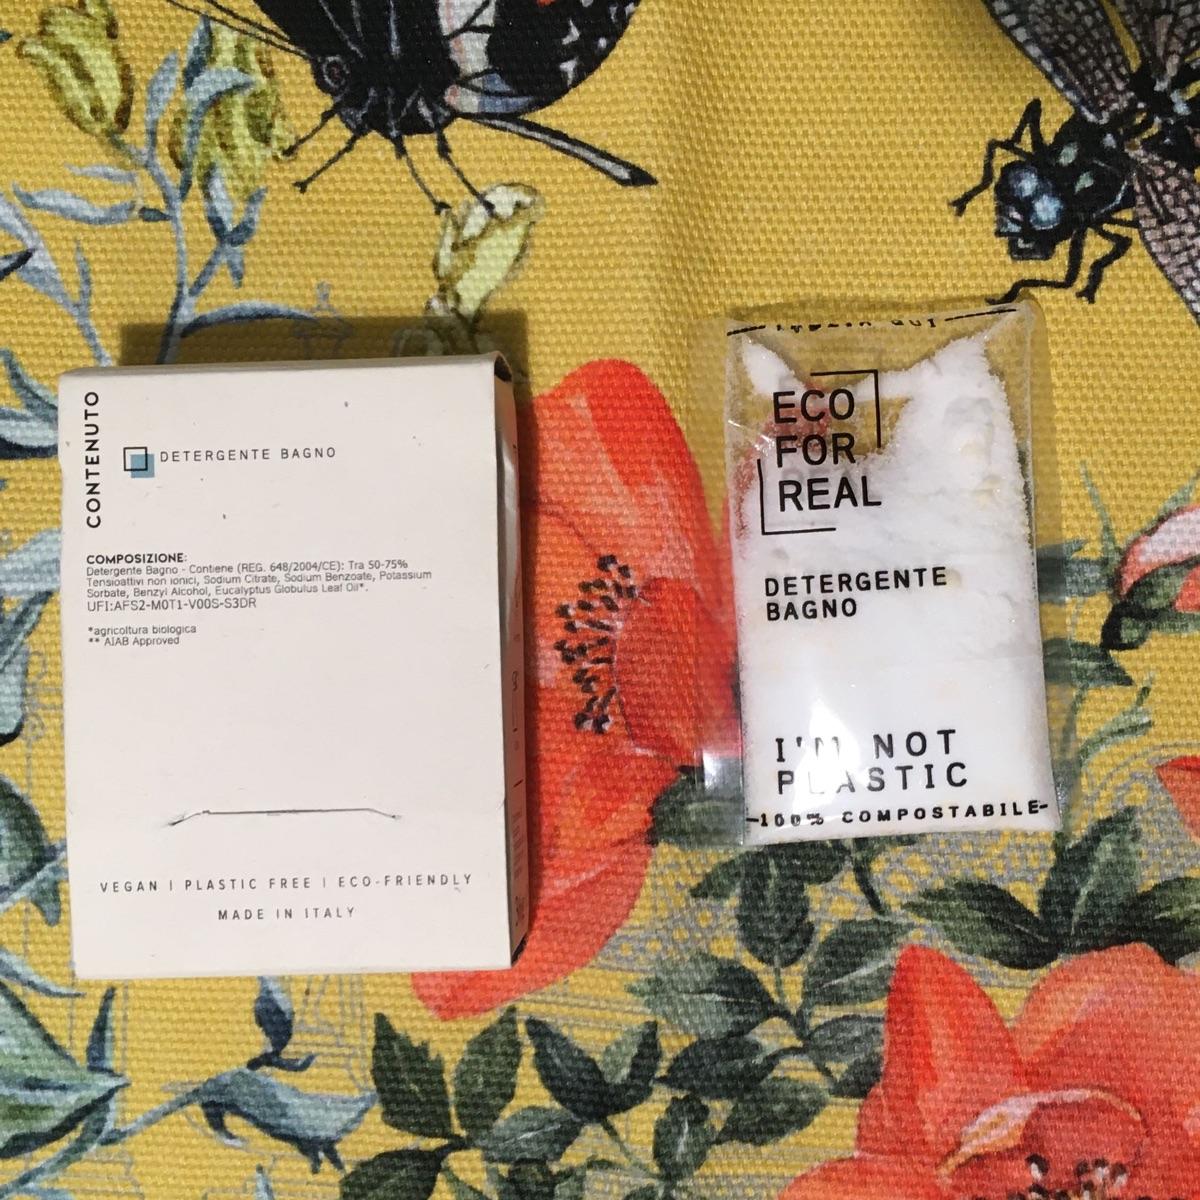 CONTENUTO
DETERGENTE BAGNO
COMPOSIZIONE:
Detergente Bagno - Contiene (REG. 648/2004/CE): Tra 50-75%
Tensioattivi non ionici, Sodium Citrate, Sodium Benzoate, Potassium
Sorbate, Benzyl Alcohol, Eucalyptus Globulus Leaf Oil*.
UFI:AFS2-M0T1-V00S-S3DR
*agricoltura biologica
** AIAB Approved
VEGAN | PLASTIC FREE | ECO-FRIENDLY
MADE IN ITALY
QUI
ECO
FOR
REAL
DETERGENTE
BAGNO
I'M NOT
PLASTIC
100% COMPOSTABILE